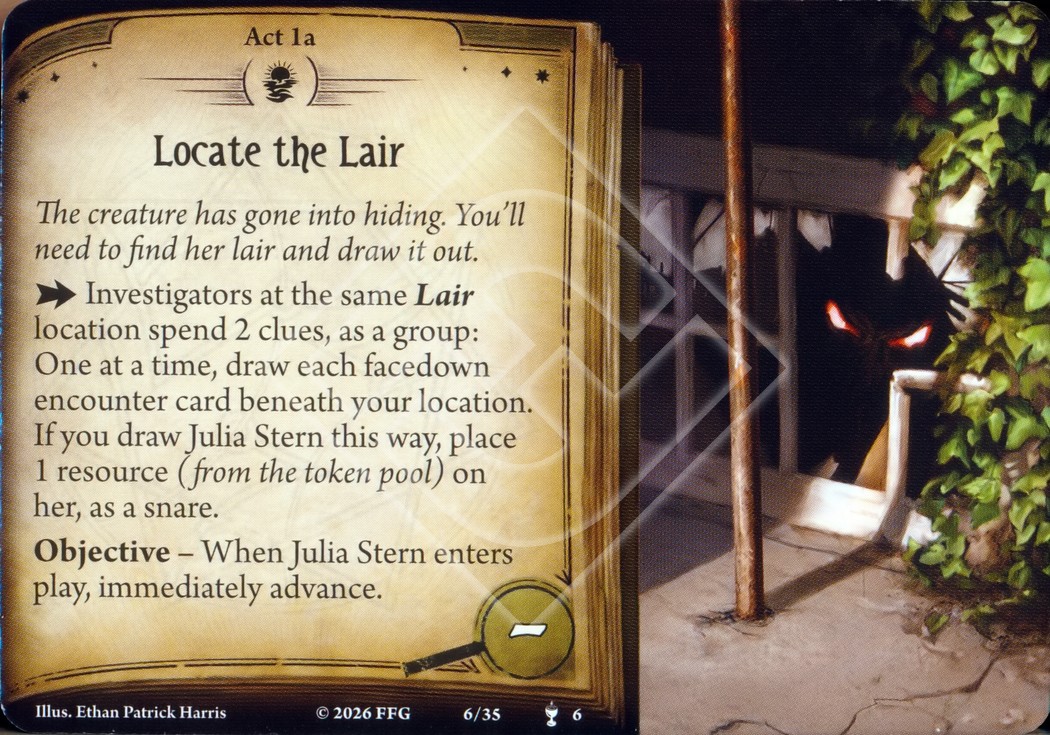 Act 1a
Locate the Lair
The creature has gone into hiding. You'll
need to find her lair and draw it out.
Investigators at the same Lair
location spend 2 clues, as a group:
One at a time, draw each facedown
encounter card beneath your location.
If you draw Julia Stern this way, place
1 resource (from the token pool) on
her, as a snare.
Objective – When Julia Stern enters
play, immediately advance.
-
Illus. Ethan Patrick Harris © 2026 FFG 6/35 6